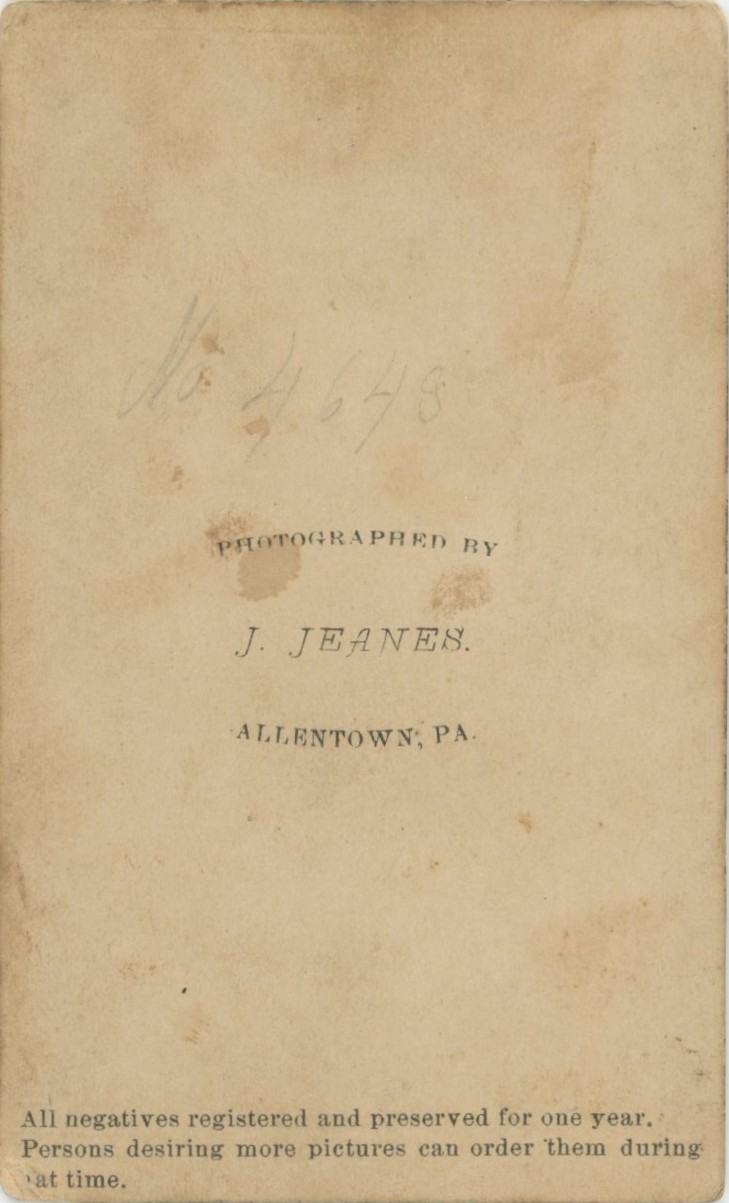 No 4648
PHOTOGRAPHED BY
J. JEANES.
ALLENTOWN, PA.
All negatives registered and preserved for one year.
Persons desiring more pictures can order them during
at time.